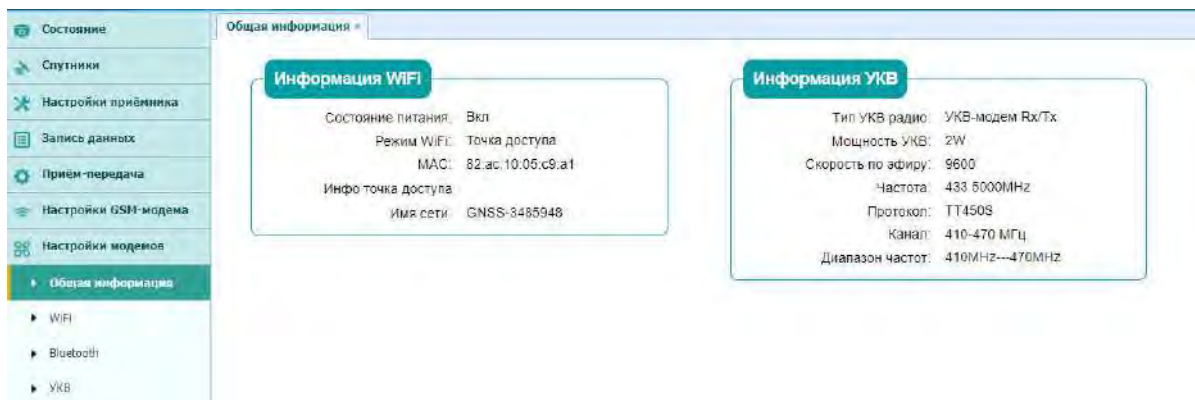 Состояние
Спутники
Настройки приёмника
Запись данных
Приём-передача
Настройки GSM-модема
Настройки модемов
Общая информация
WiFi
Bluetooth
УКВ
Общая информация ×
Информация WiFi
Состояние питания: Вкл
Режим WiFi: Точка доступа
MAC: 82.ac.10:05:c9.a1
Инфо точка доступа
Имя сети: GNSS-3485948
Информация УКВ
Тип УКВ радио: УКВ-модем Rx/Tx
Мощность УКВ: 2W
Скорость по эфиру: 9600
Частота: 433.5000MHz
Протокол: TT450S
Канал: 410-470 МГц
Диапазон частот: 410MHz---470MHz